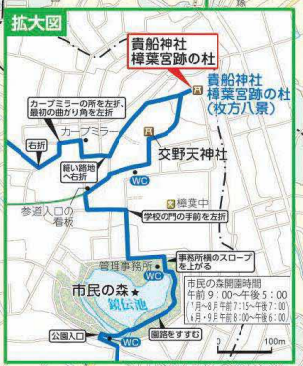 拡大図
貴船神社
樟葉宮跡の杜
貴船神社
樟葉宮跡の杜
(枚方八景)
カーブミラーの所を左折、
最初の曲がり角を左折
カーブミラー
右折
細い路地
へ右折
交野天神社
WC
参道入口の
看板
樟葉中
学校の門の手前を左折
管理事務所
WC
事務所横のスロープ
を上がる
市民の森★
鏡伝池
市民の森開園時間
午前9:00〜午後5:00
公園入口
WC
園路をすすむ
0
100m